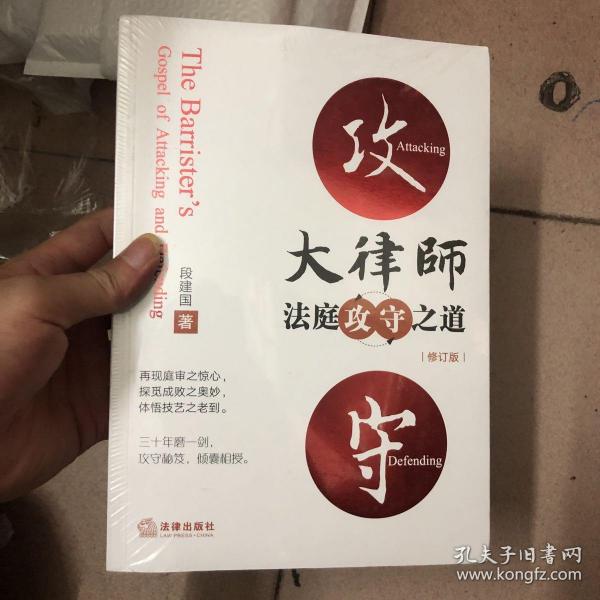 The Barrister's
Gospel of Attacking and Defending
攻
Attacking
大律師
法庭攻守之道
修订版
段建国
著
再现庭审之惊心，
探觅成败之奥妙，
体悟技艺之老到。
三十年磨一剑，
攻守秘笈，倾囊相授。
守
Defending
法律出版社
LAW PRESS·CHINA
孔夫子旧书网
www.kongfz.com